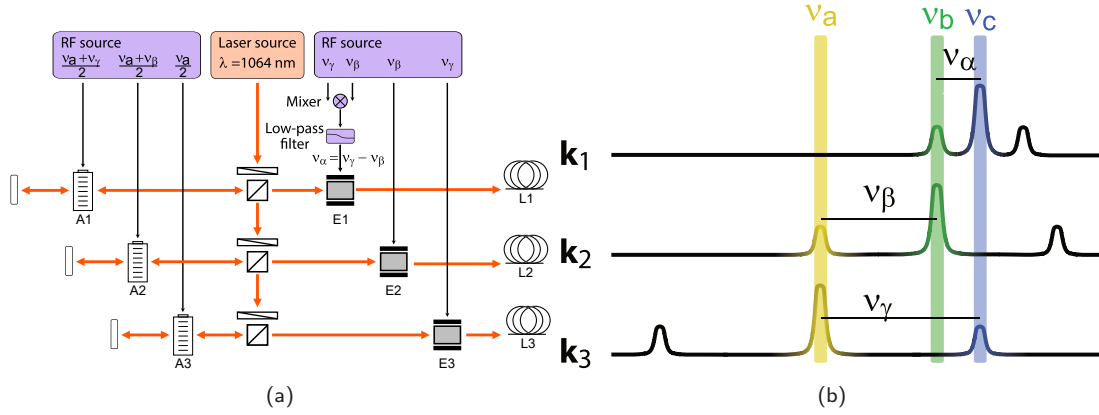 RF source
νa+νγ
2
νa+νβ
2
νa
2
Laser source
λ =1064 nm
RF source
νγ νβ νβ νγ
Mixer
Low-pass
filter
να = νγ − νβ
A1
E1
L1
A2
E2
L2
A3
E3
L3
(a)
νa νb νc
να
k1
νβ
k2
νγ
k3
(b)